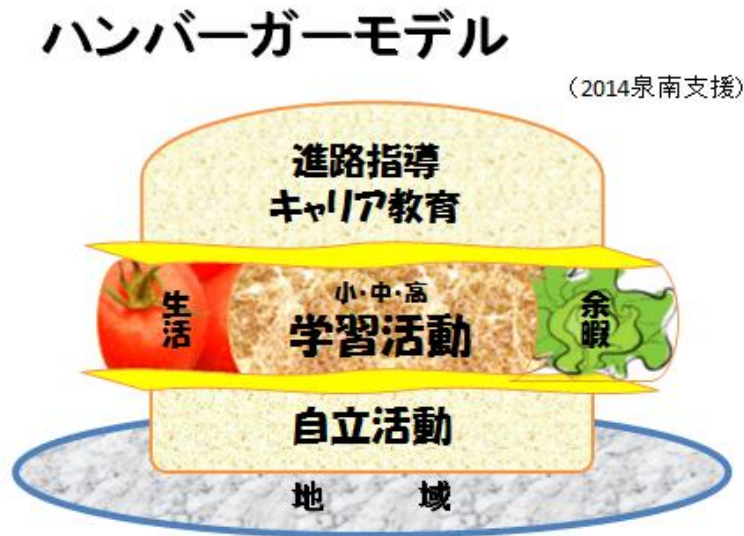 ハンバーガーモデル
（2014泉南支援）
進路指導
キャリア教育
生活
小・中・高
学習活動
余暇
自立活動
地　域